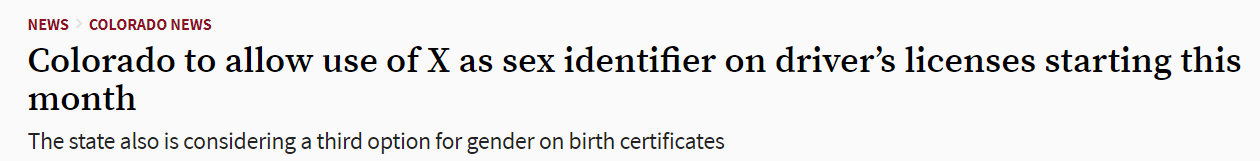 NEWS > COLORADO NEWS
Colorado to allow use of X as sex identifier on driver’s licenses starting this
month
The state also is considering a third option for gender on birth certificates